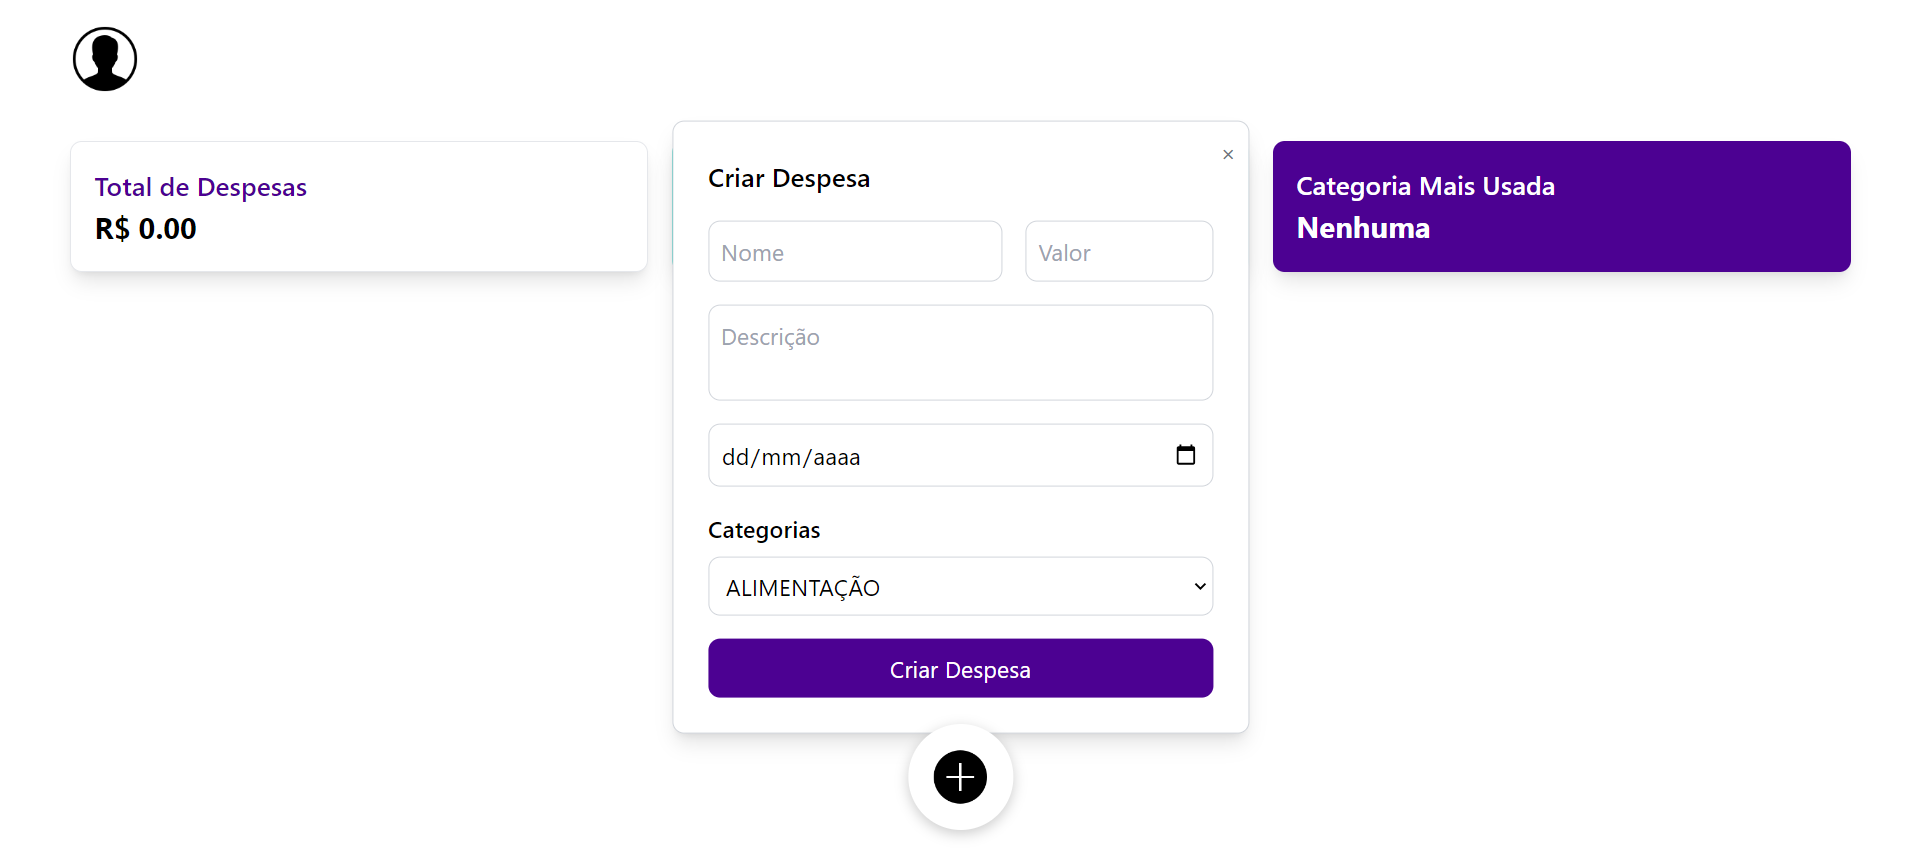 Total de Despesas
R$ 0.00
Criar Despesa
×
Nome
Valor
Descrição
dd/mm/aaaa
Categorias
ALIMENTAÇÃO
Criar Despesa
Categoria Mais Usada
Nenhuma